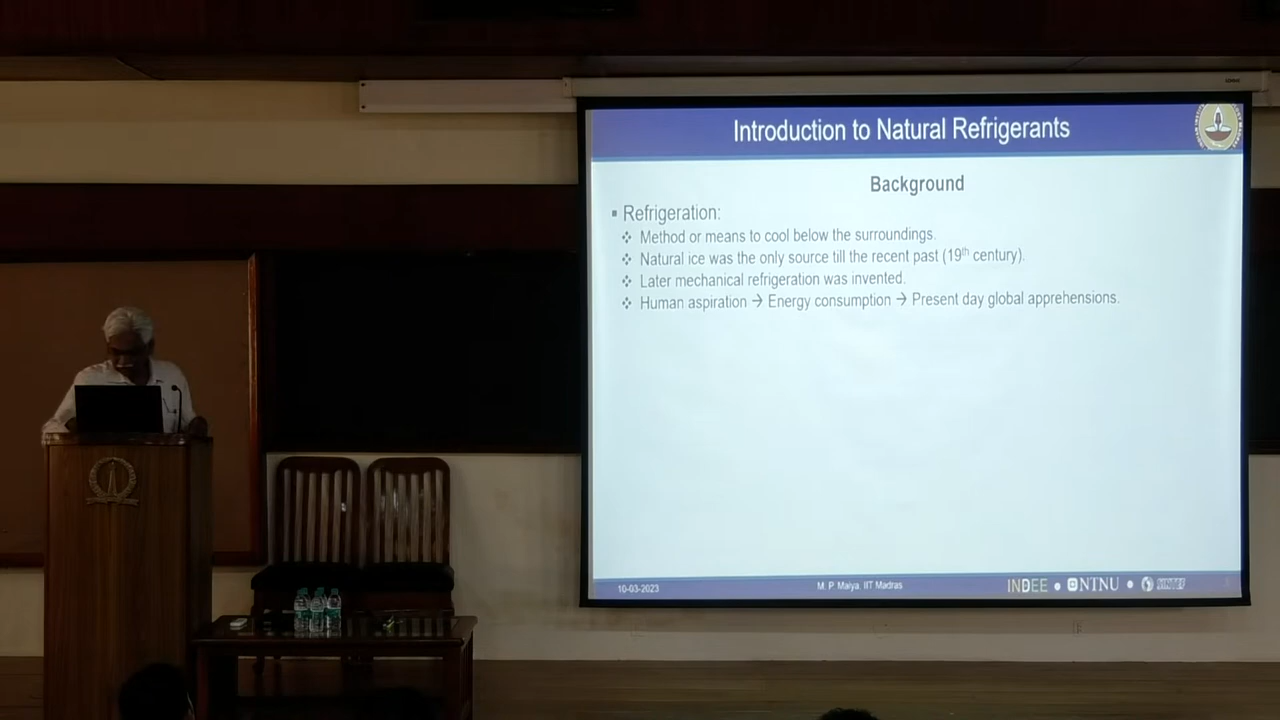 Introduction to Natural Refrigerants
Background
▪ Refrigeration:
❖ Method or means to cool below the surroundings.
❖ Natural ice was the only source till the recent past (19th century).
❖ Later mechanical refrigeration was invented.
❖ Human aspiration → Energy consumption → Present day global apprehensions.
10-03-2023
M. P. Maiya, IIT Madras
INDEE • NTNU • SINTEF